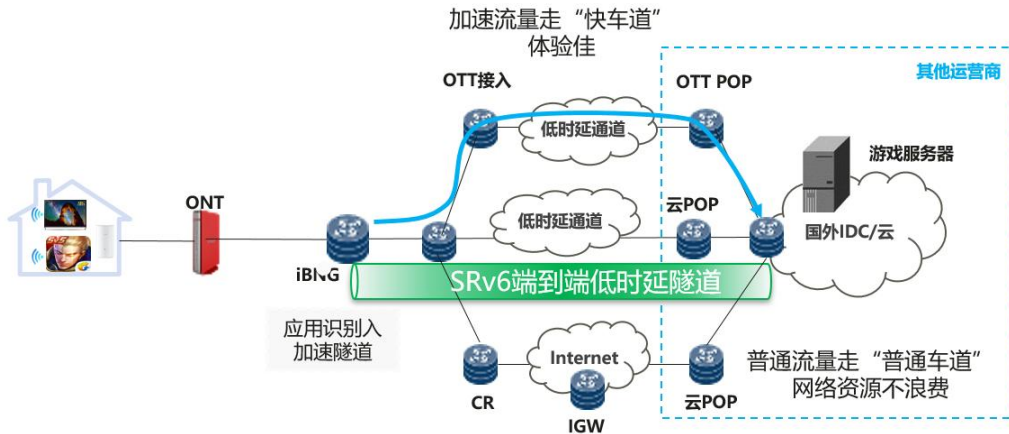 加速流量走“快车道”
体验佳
OTT接入
OTT POP
其他运营商
低时延通道
游戏服务器
ONT
低时延通道
云POP
国外IDC/云
5V5
iBNG
SRv6端到端低时延隧道
应用识别入
加速隧道
Internet
普通流量走“普通车道”
网络资源不浪费
CR
云POP
IGW